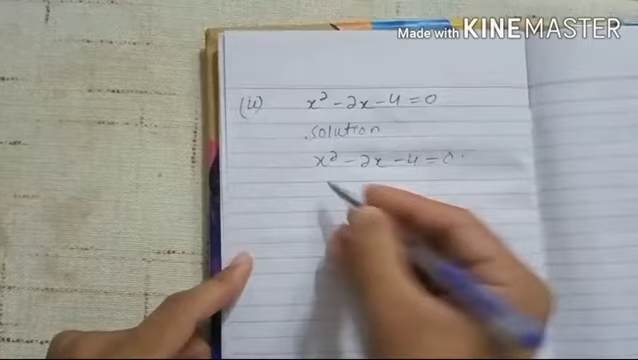 Made with KINEMASTER
(ii) x² - 2x - 4 = 0
solution
x² - 2x - 4 = 0.